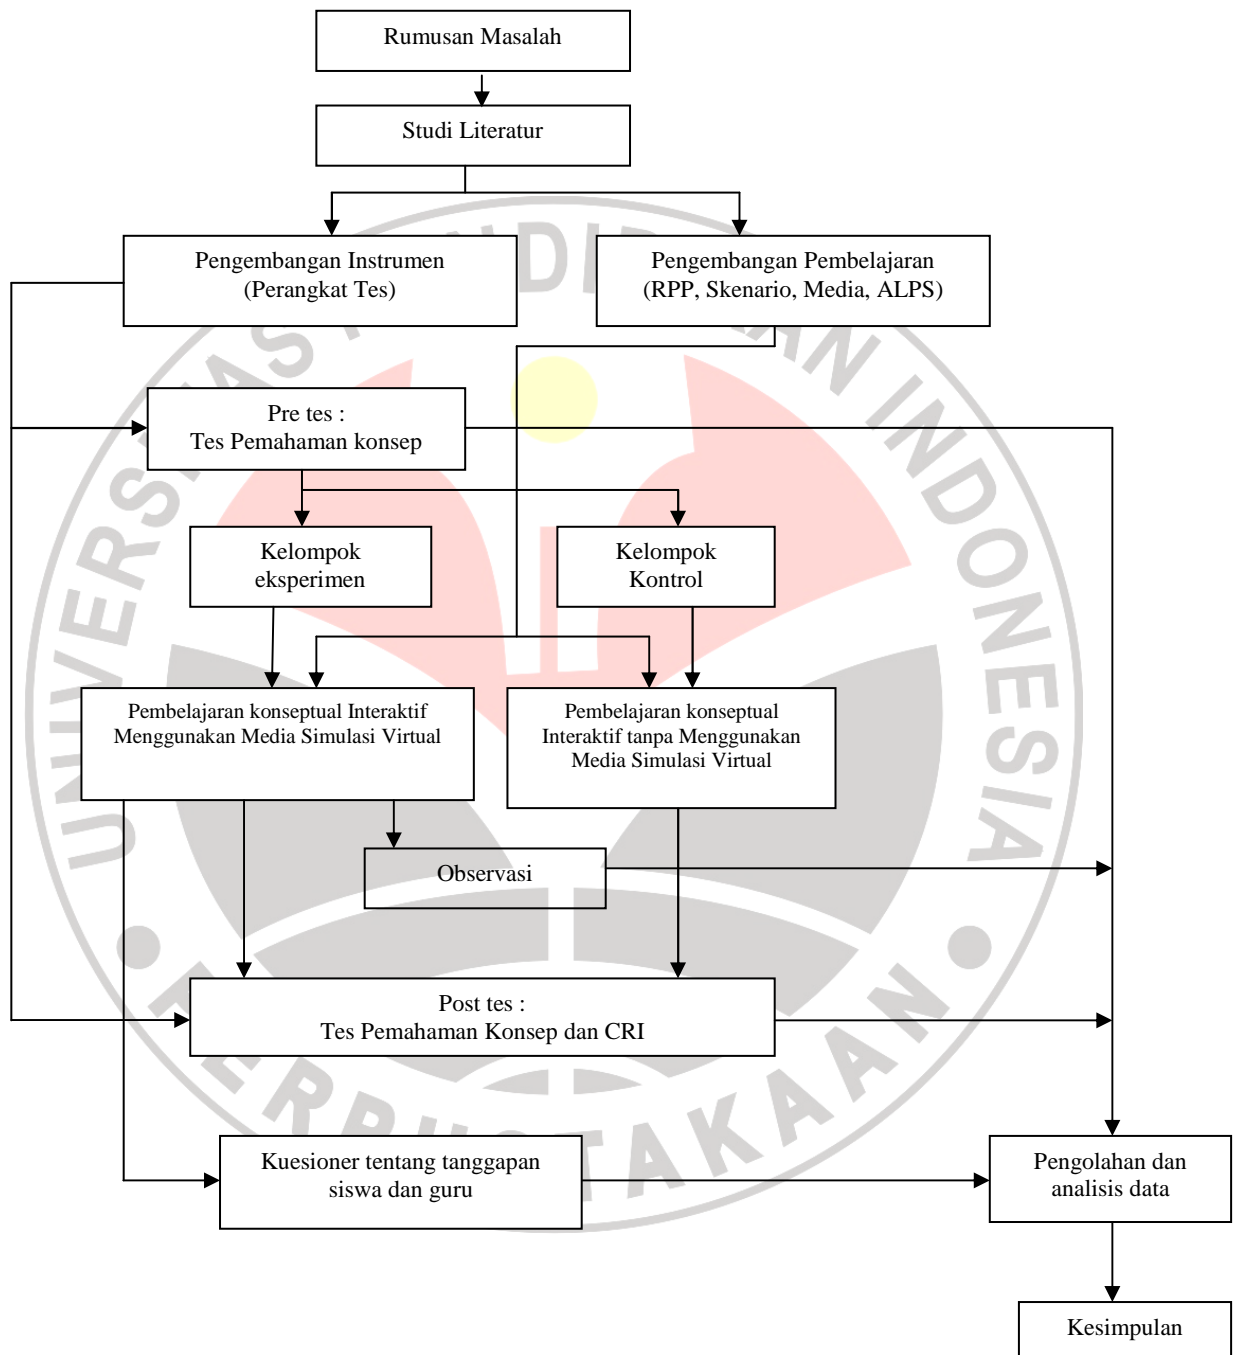 Rumusan Masalah
Studi Literatur
Pengembangan Instrumen
(Perangkat Tes)
Pengembangan Pembelajaran
(RPP, Skenario, Media, ALPS)
Pre tes :
Tes Pemahaman konsep
Kelompok
eksperimen
Kelompok
Kontrol
Pembelajaran konseptual Interaktif
Menggunakan Media Simulasi Virtual
Pembelajaran konseptual
Interaktif tanpa Menggunakan
Media Simulasi Virtual
Observasi
Post tes :
Tes Pemahaman Konsep dan CRI
Kuesioner tentang tanggapan
siswa dan guru
Pengolahan dan
analisis data
Kesimpulan
UNIVERSITAS INDONESIA